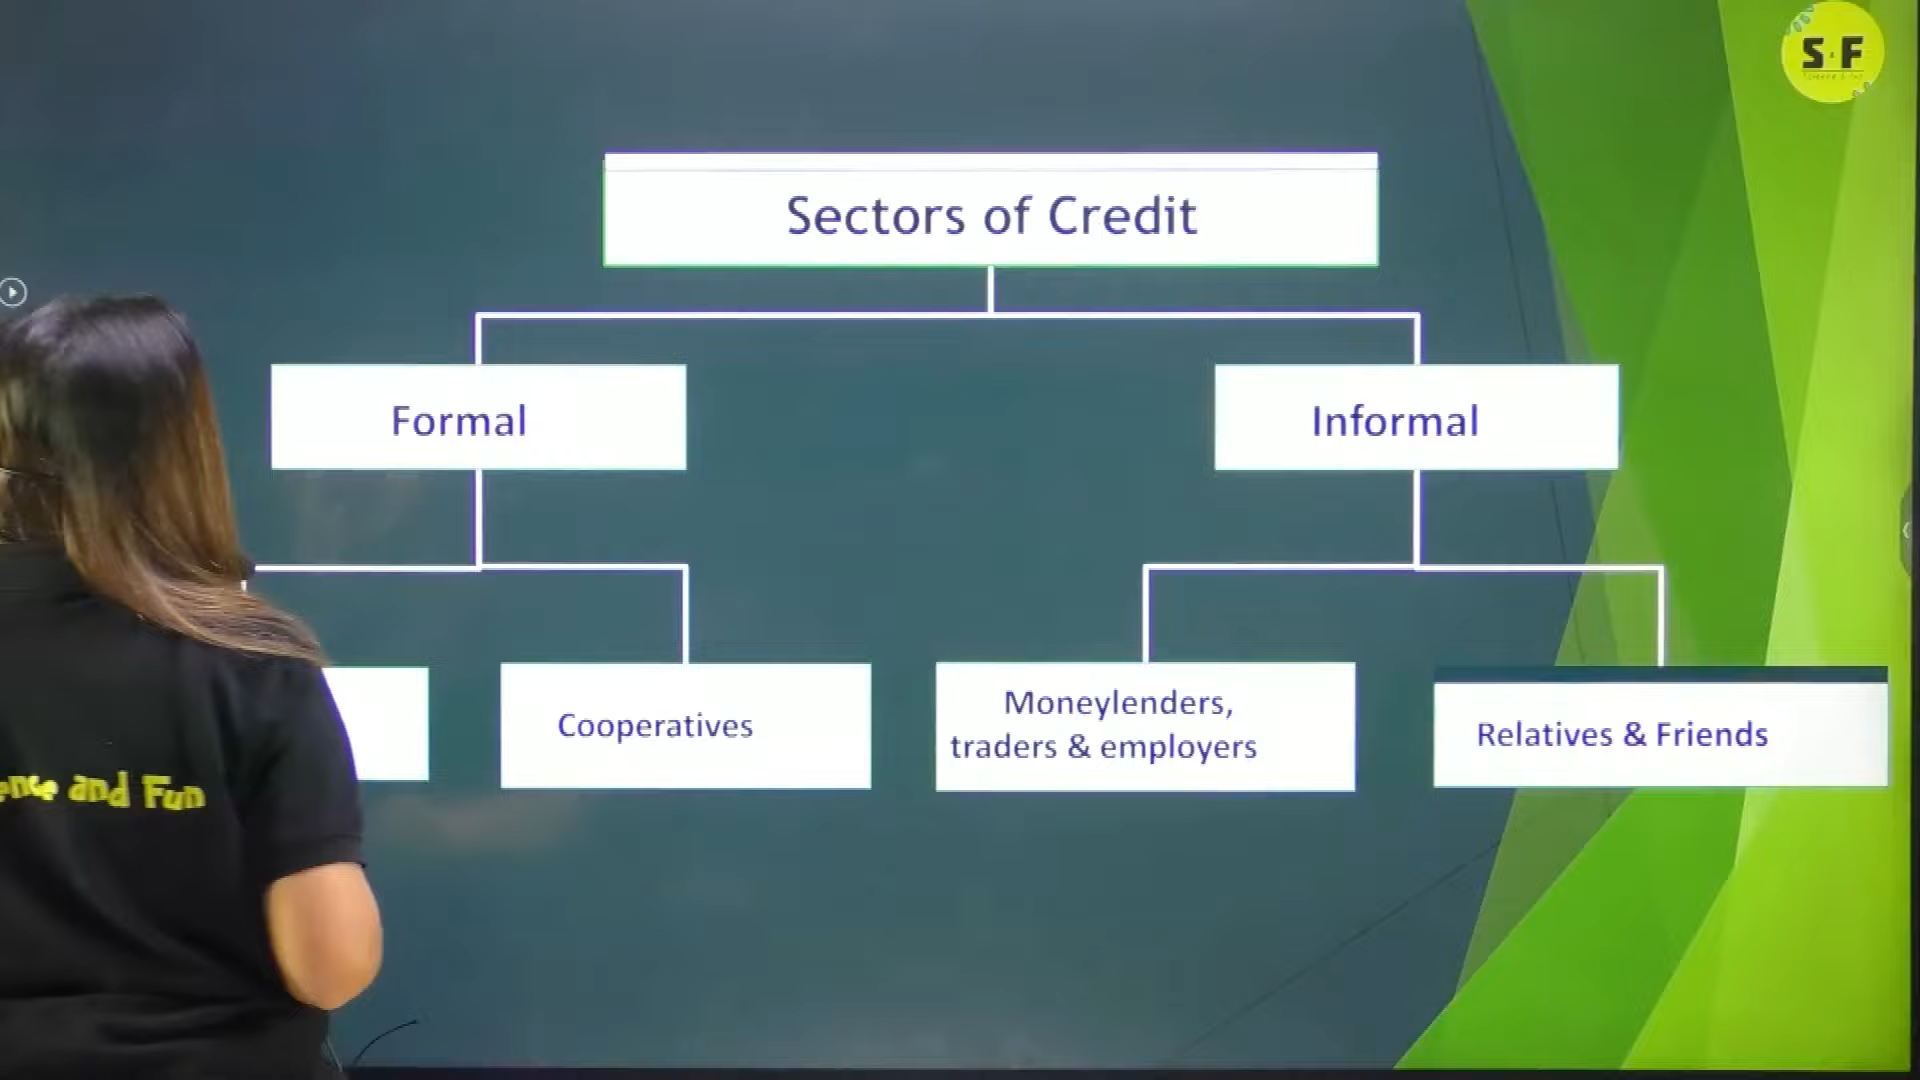 S F
Sectors of Credit
Formal
Informal
Cooperatives
Moneylenders,
traders & employers
Relatives & Friends
and Fun